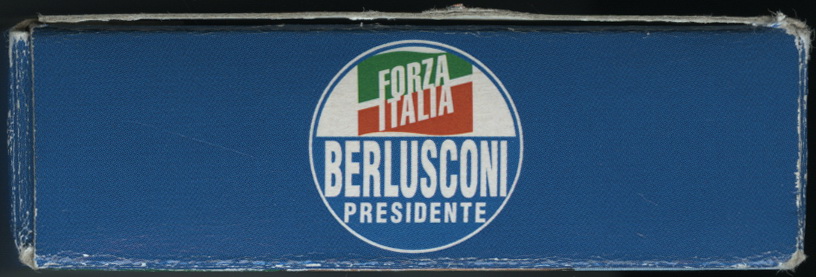 FORZA
ITALIA
BERLUSCONI
PRESIDENTE